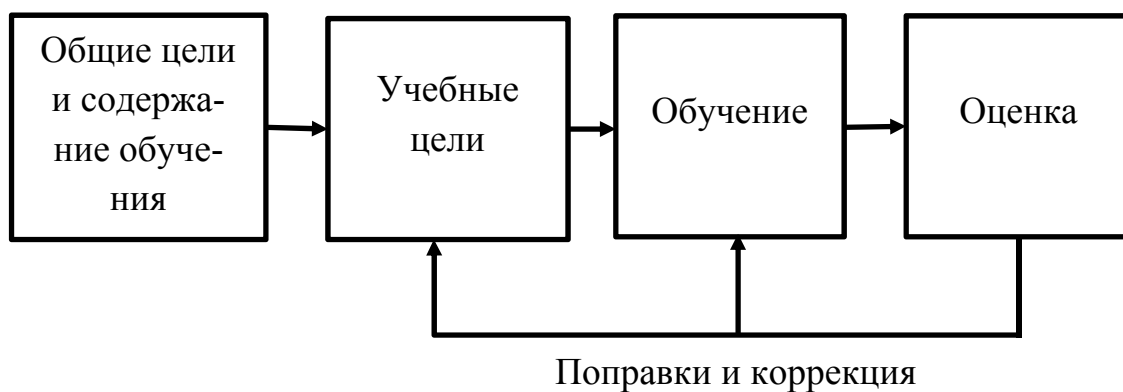 Общие цели
и содержа-
ние обуче-
ния
Учебные
цели
Обучение
Оценка
Поправки и коррекция